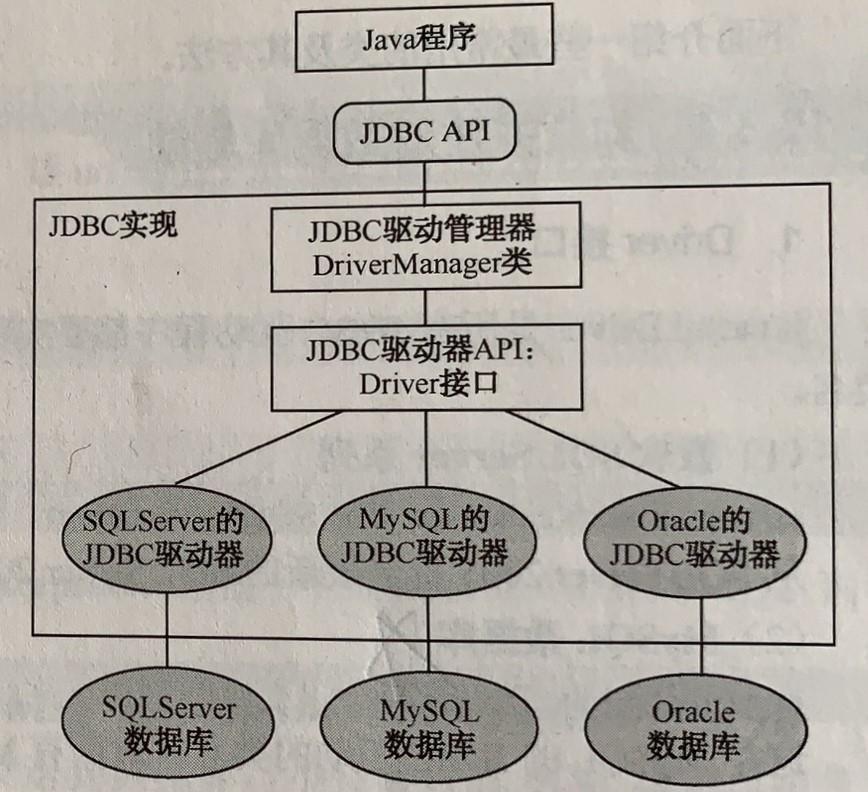 Java程序
JDBC API
JDBC实现
JDBC驱动管理器
DriverManager类
JDBC驱动器API：
Driver接口
SQLServer的
JDBC驱动器
MySQL的
JDBC驱动器
Oracle的
JDBC驱动器
SQLServer
数据库
MySQL
数据库
Oracle
数据库